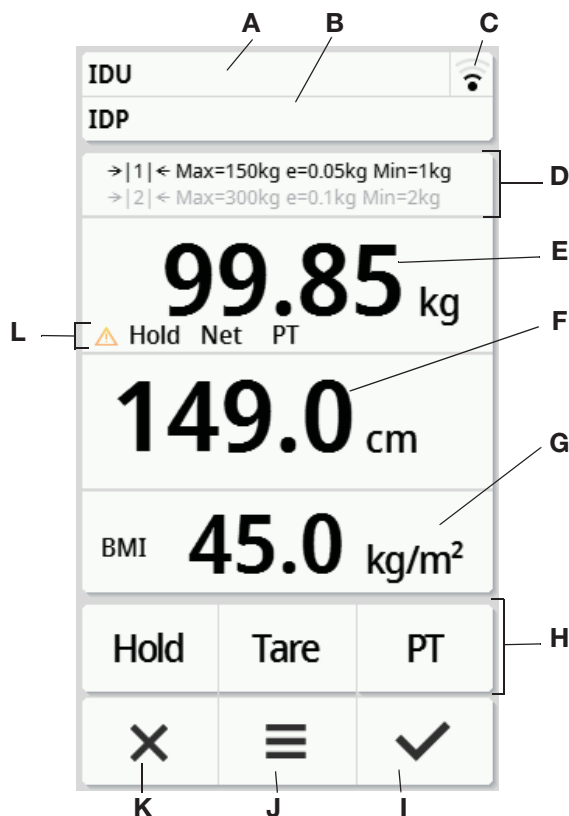 A B C
IDU
IDP
→|1|← Max=150kg e=0.05kg Min=1kg
→|2|← Max=300kg e=0.1kg Min=2kg
D
99.85 kg
E
L
⚠ Hold Net PT
F
149.0 cm
G
BMI 45.0 kg/m²
Hold Tare PT
H
K J I